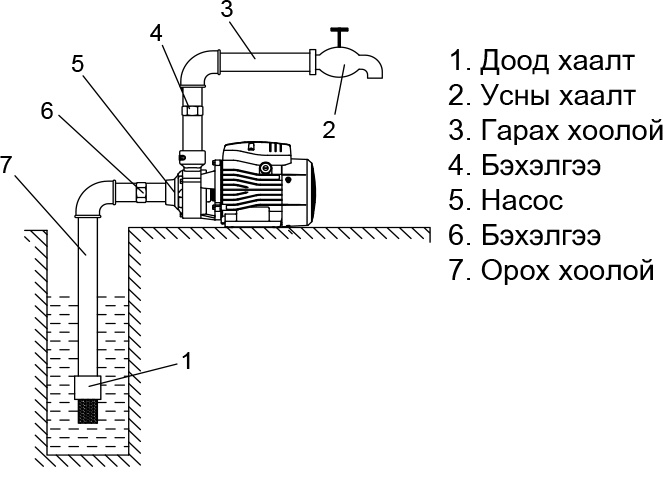 3
4
5
6
7
2
1
1. Доод хаалт
2. Усны хаалт
3. Гарах хоолой
4. Бэхэлгээ
5. Насос
6. Бэхэлгээ
7. Орох хоолой